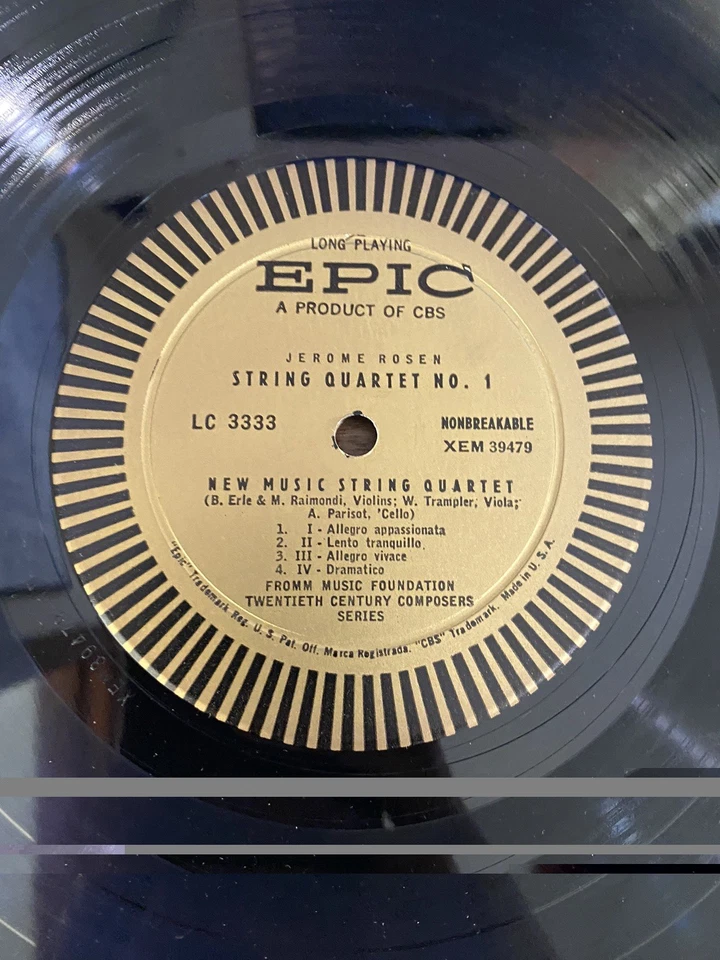 LONG PLAYING
EPIC
A PRODUCT OF CBS
JEROME ROSEN
STRING QUARTET NO. 1
LC 3333
NONBREAKABLE
XEM 39479
NEW MUSIC STRING QUARTET
(B. Erle & M. Raimondi, Violins; W. Trampler, Viola;
A. Parisot, 'Cello)
1. I - Allegro appassionata
2. II - Lento tranquillo
3. III - Allegro vivace
4. IV - Dramatico
FROMM MUSIC FOUNDATION
TWENTIETH CENTURY COMPOSERS
SERIES
"Epic" Trademark Reg. U. S. Pat. Off. Marca Registrada. "CBS" Trademark. Made in U. S. A.